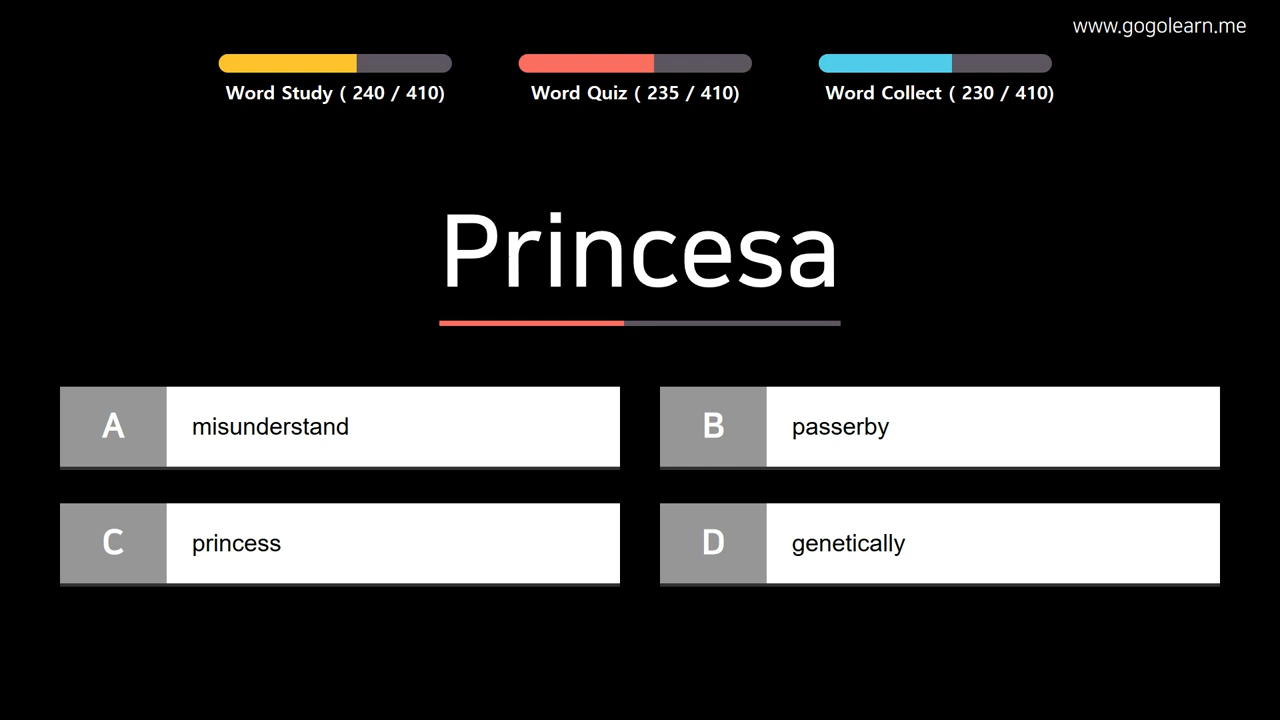 www.gogolearn.me
Word Study ( 240 / 410)
Word Quiz ( 235 / 410)
Word Collect ( 230 / 410)
Princesa
A misunderstand
B passerby
C princess
D genetically